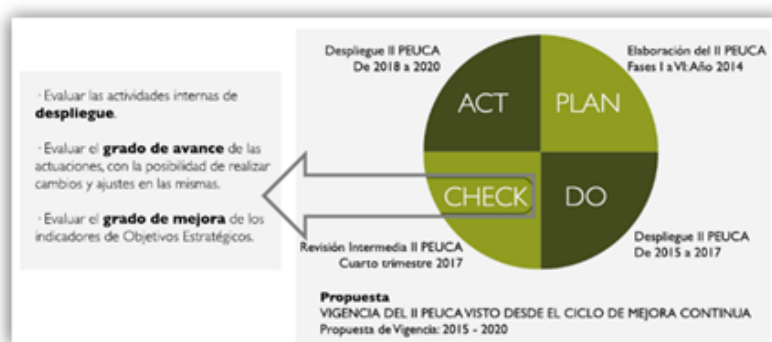 · Evaluar las actividades internas de
despliegue.
· Evaluar el grado de avance de las
actuaciones, con la posibilidad de realizar
cambios y ajustes en las mismas.
· Evaluar el grado de mejora de los
indicadores de Objetivos Estratégicos.
Despliegue II PEUCA
De 2018 a 2020
Elaboración del II PEUCA
Fases I a VI: Año 2014
ACT
PLAN
CHECK
DO
Revisión Intermedia II PEUCA
Cuarto trimestre 2017
Despliegue II PEUCA
De 2015 a 2017
Propuesta
VIGENCIA DEL II PEUCA VISTO DESDE EL CICLO DE MEJORA CONTINUA
Propuesta de Vigencia: 2015 - 2020